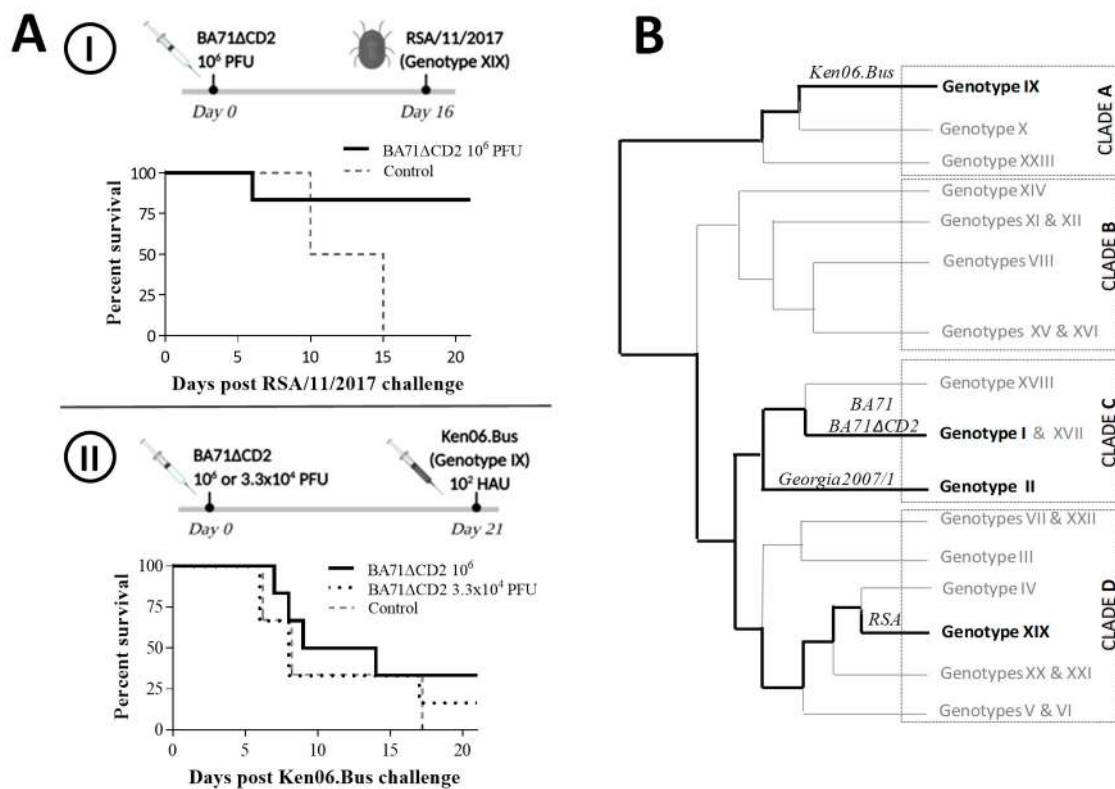 A
I
BA71ΔCD2
10⁶ PFU
RSA/11/2017
(Genotype XIX)
Day 0
Day 16
BA71ΔCD2 10⁶ PFU
Control
Percent survival
100
75
50
25
0
0 5 10 15 20
Days post RSA/11/2017 challenge
II
BA71ΔCD2
10⁶ or 3.3x10⁴ PFU
Ken06.Bus
(Genotype IX)
10² HAU
Day 0
Day 21
BA71ΔCD2 10⁶
BA71ΔCD2 3.3x10⁴ PFU
Control
Percent survival
100
75
50
25
0
0 5 10 15 20
Days post Ken06.Bus challenge
B
Ken06.Bus
Genotype IX
Genotype X
Genotype XXIII
CLADE A
Genotype XIV
Genotypes XI & XII
Genotypes VIII
Genotypes XV & XVI
CLADE B
Genotype XVIII
BA71
BA71ΔCD2
Genotype I & XVII
Georgia2007/1
Genotype II
CLADE C
Genotypes VII & XXII
Genotype III
Genotype IV
RSA
Genotype XIX
Genotypes XX & XXI
Genotypes V & VI
CLADE D